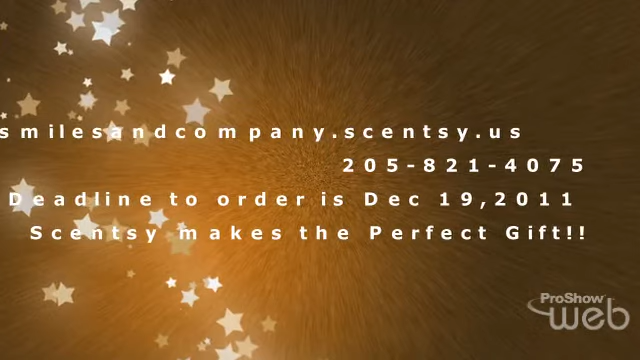 smilesandcompany.scentsy.us
205-821-4075
Deadline to order is Dec 19,2011
Scentsy makes the Perfect Gift!!
ProShow
web